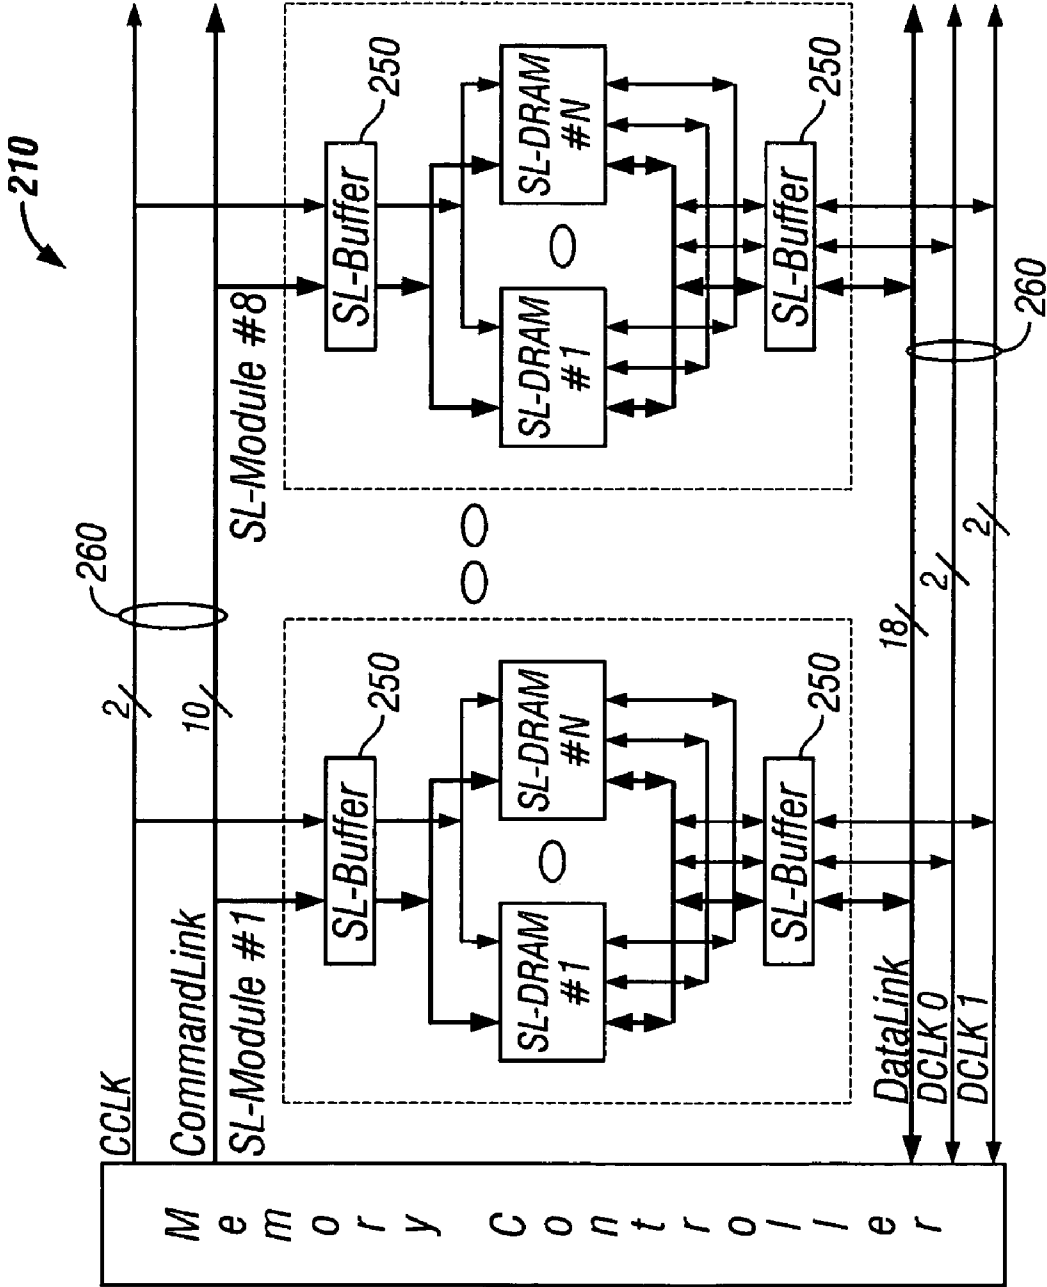 210
CCLK
2
260
CommandLink
10
SL-Module #1
SL-Module #8
SL-Buffer
250
SL-Buffer
250
SL-DRAM
#1
SL-DRAM
#N
SL-DRAM
#1
SL-DRAM
#N
SL-Buffer
250
SL-Buffer
250
DataLink
18
DCLK 0
2
DCLK 1
2
260
Memory Controller